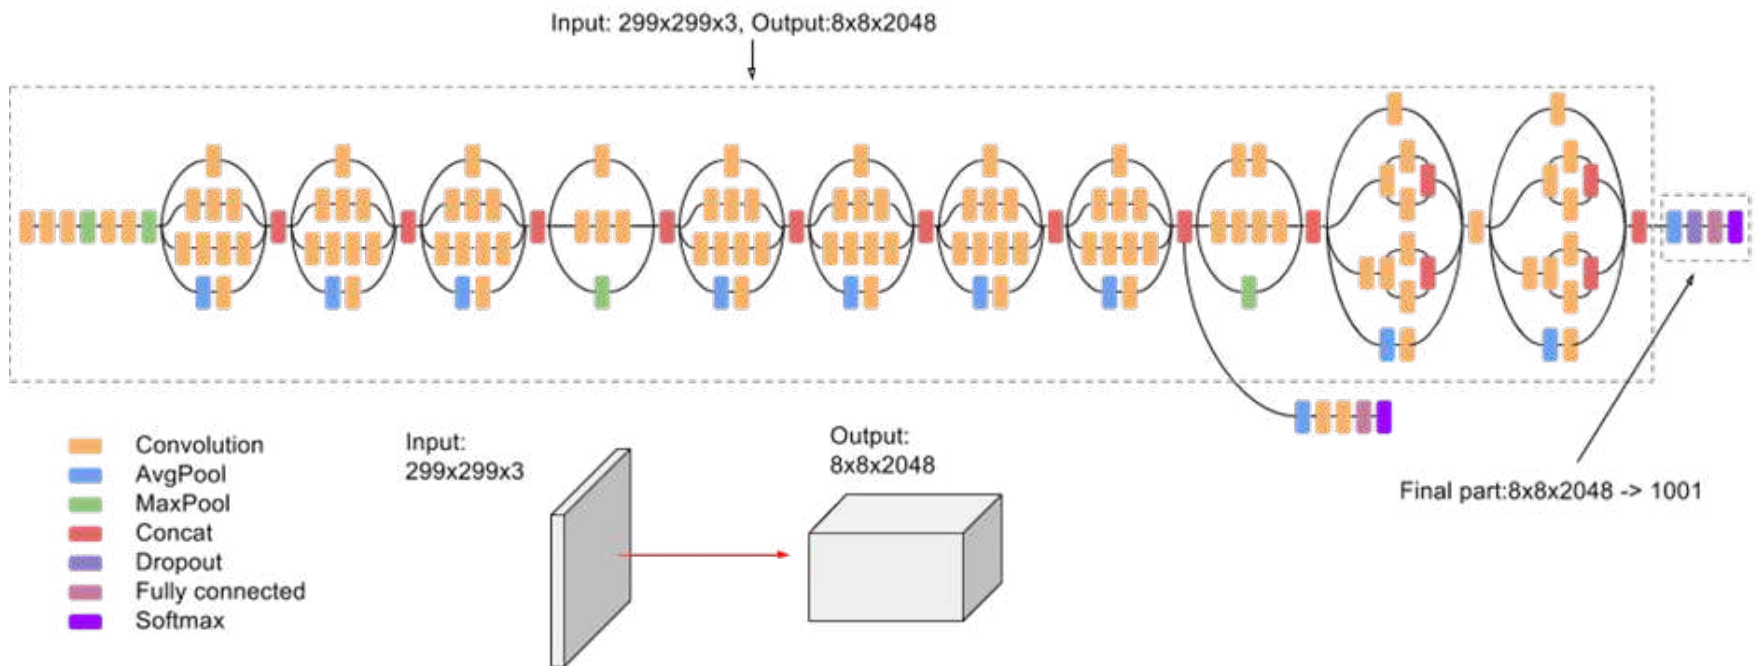 Input: 299x299x3, Output:8x8x2048
Convolution
AvgPool
MaxPool
Concat
Dropout
Fully connected
Softmax
Input:
299x299x3
Output:
8x8x2048
Final part:8x8x2048 -> 1001